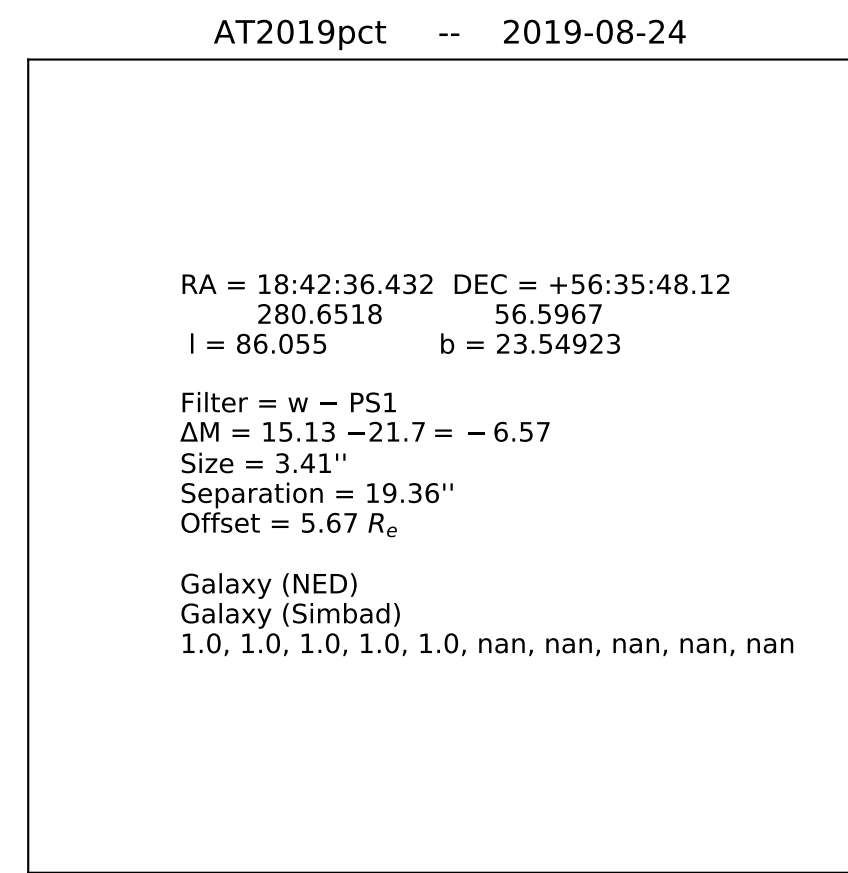 AT2019pct -- 2019-08-24
RA = 18:42:36.432 DEC = +56:35:48.12
280.6518 56.5967
l = 86.055 b = 23.54923
Filter = w − PS1
ΔM = 15.13 −21.7 = − 6.57
Size = 3.41''
Separation = 19.36''
Offset = 5.67 Rₑ
Galaxy (NED)
Galaxy (Simbad)
1.0, 1.0, 1.0, 1.0, 1.0, nan, nan, nan, nan, nan